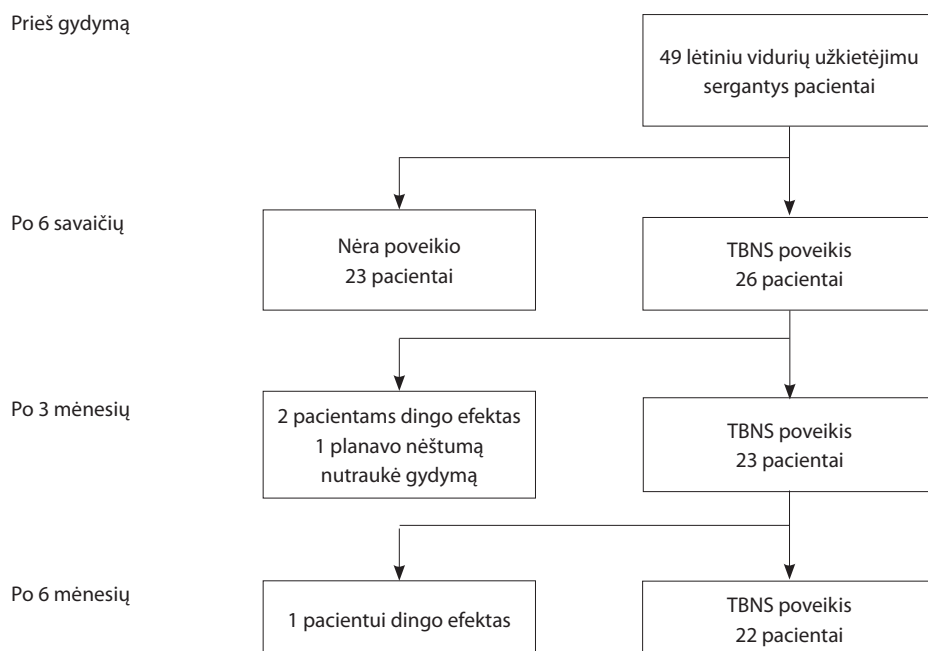 Prieš gydymą
49 lėtiniu vidurių užkietėjimu
sergantys pacientai
Po 6 savaičių
Nėra poveikio
23 pacientai
TBNS poveikis
26 pacientai
Po 3 mėnesių
2 pacientams dingo efektas
1 planavo nėštumą
nutraukė gydymą
TBNS poveikis
23 pacientai
Po 6 mėnesių
1 pacientui dingo efektas
TBNS poveikis
22 pacientai